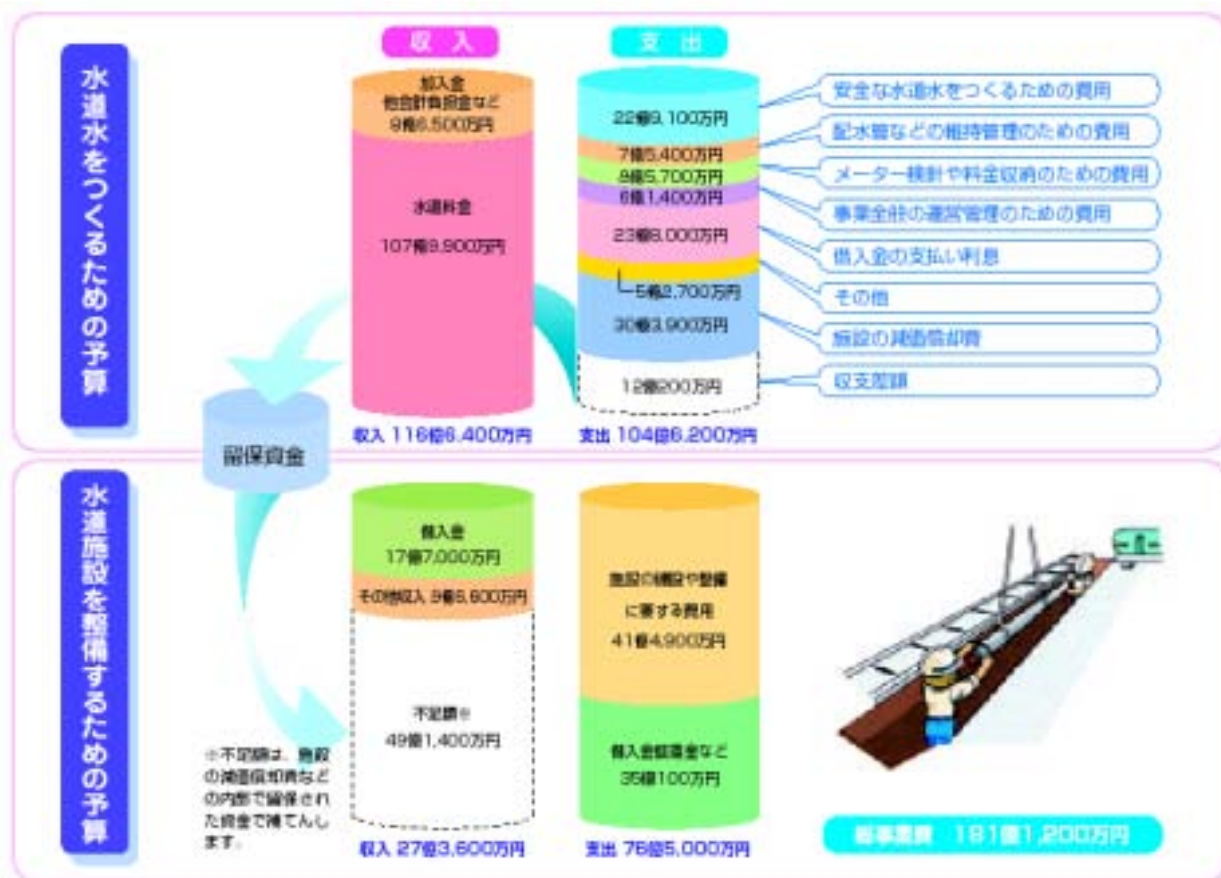 水道水をつくるための予算
収入
加入金
他会計負担金など
8億6,500万円
水道料金
107億9,900万円
収入 116億6,400万円
支出
22億9,100万円
7億5,400万円
8億5,700万円
6億1,400万円
23億8,000万円
5億2,700万円
30億3,900万円
12億200万円
支出 104億6,200万円
安全な水道水をつくるための費用
配水管などの維持管理のための費用
メーター検針や料金収納のための費用
事業全般の運営管理のための費用
借入金の支払い利息
その他
施設の減価償却費
収支差額
留保資金
水道施設を整備するための予算
借入金
17億7,000万円
その他収入 9億6,600万円
不足額※
49億1,400万円
収入 27億3,600万円
施設の建設や整備
に要する費用
41億4,900万円
借入金償還金など
35億100万円
支出 76億5,000万円
※不足額は、施設
の減価償却費など
の内部で留保され
た資金で補てんし
ます。
総事業費 181億1,200万円